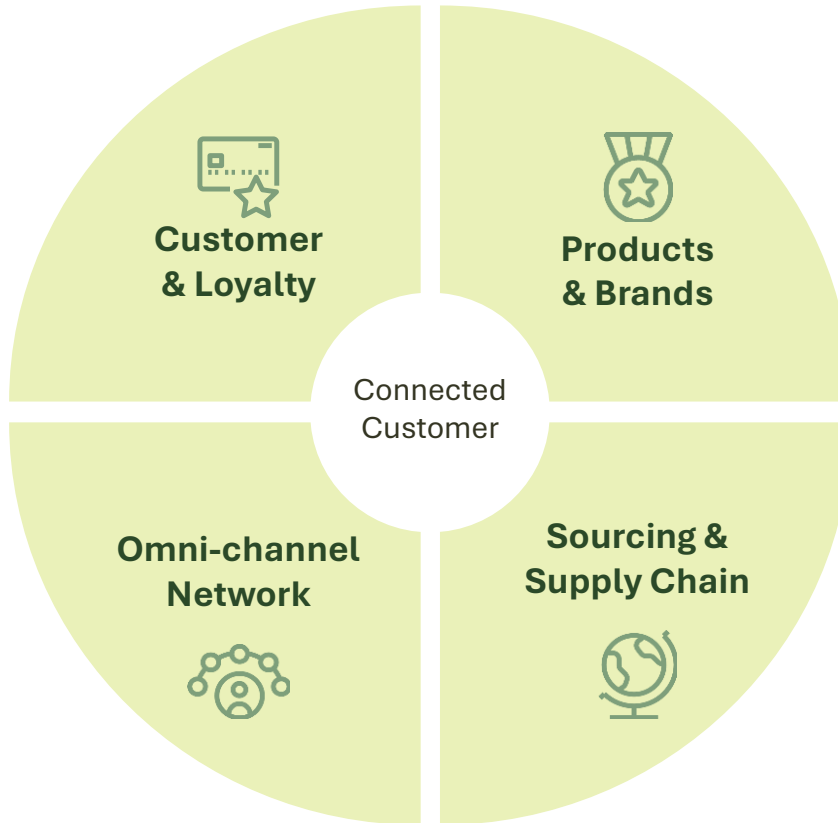 Customer
& Loyalty
Products
& Brands
Connected
Customer
Omni-channel
Network
Sourcing &
Supply Chain